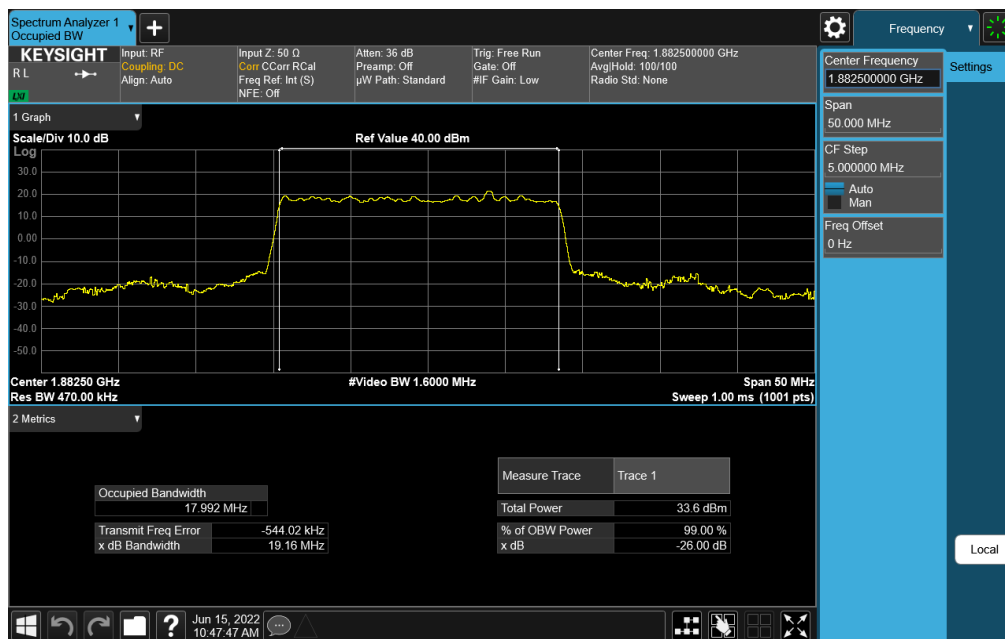 Spectrum Analyzer 1
Occupied BW
+
Frequency
KEYSIGHT
R L
LXI
Input: RF
Coupling: DC
Align: Auto
Input Z: 50 Ω
Corr CCorr RCal
Freq Ref: Int (S)
NFE: Off
Atten: 36 dB
Preamp: Off
µW Path: Standard
Trig: Free Run
Gate: Off
#IF Gain: Low
Center Freq: 1.882500000 GHz
Avg|Hold: 100/100
Radio Std: None
Center Frequency
1.882500000 GHz
Settings
Span
50.000 MHz
CF Step
5.000000 MHz
Auto
Man
Freq Offset
0 Hz
Local
1 Graph
Scale/Div 10.0 dB
Ref Value 40.00 dBm
Log
30.0
20.0
10.0
0.00
-10.0
-20.0
-30.0
-40.0
-50.0
Center 1.88250 GHz
#Video BW 1.6000 MHz
Span 50 MHz
Res BW 470.00 kHz
Sweep 1.00 ms (1001 pts)
2 Metrics
Measure Trace
Trace 1
Occupied Bandwidth
17.992 MHz
Total Power
33.6 dBm
Transmit Freq Error
-544.02 kHz
% of OBW Power
99.00 %
x dB Bandwidth
19.16 MHz
x dB
-26.00 dB
?
Jun 15, 2022
10:47:47 AM